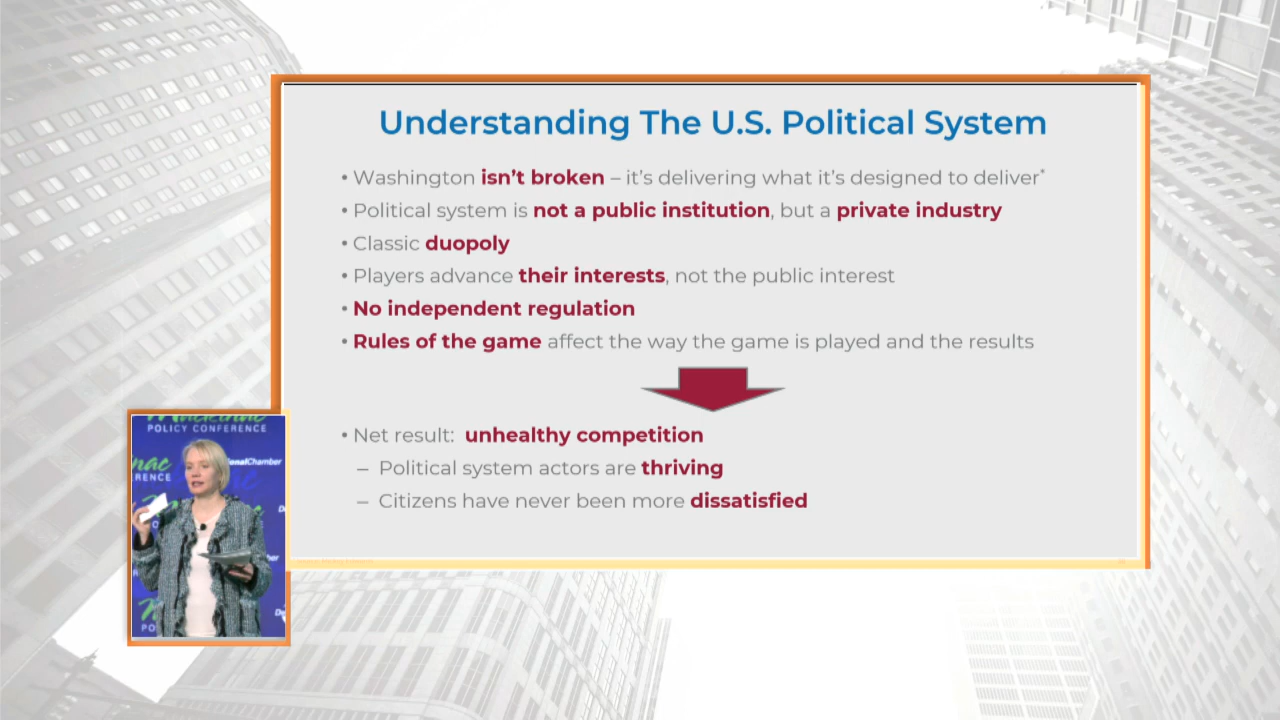 Understanding The U.S. Political System
• Washington isn't broken – it's delivering what it's designed to deliver*
• Political system is not a public institution, but a private industry
• Classic duopoly
• Players advance their interests, not the public interest
• No independent regulation
• Rules of the game affect the way the game is played and the results
• Net result: unhealthy competition
– Political system actors are thriving
– Citizens have never been more dissatisfied
Mackinac
POLICY CONFERENCE